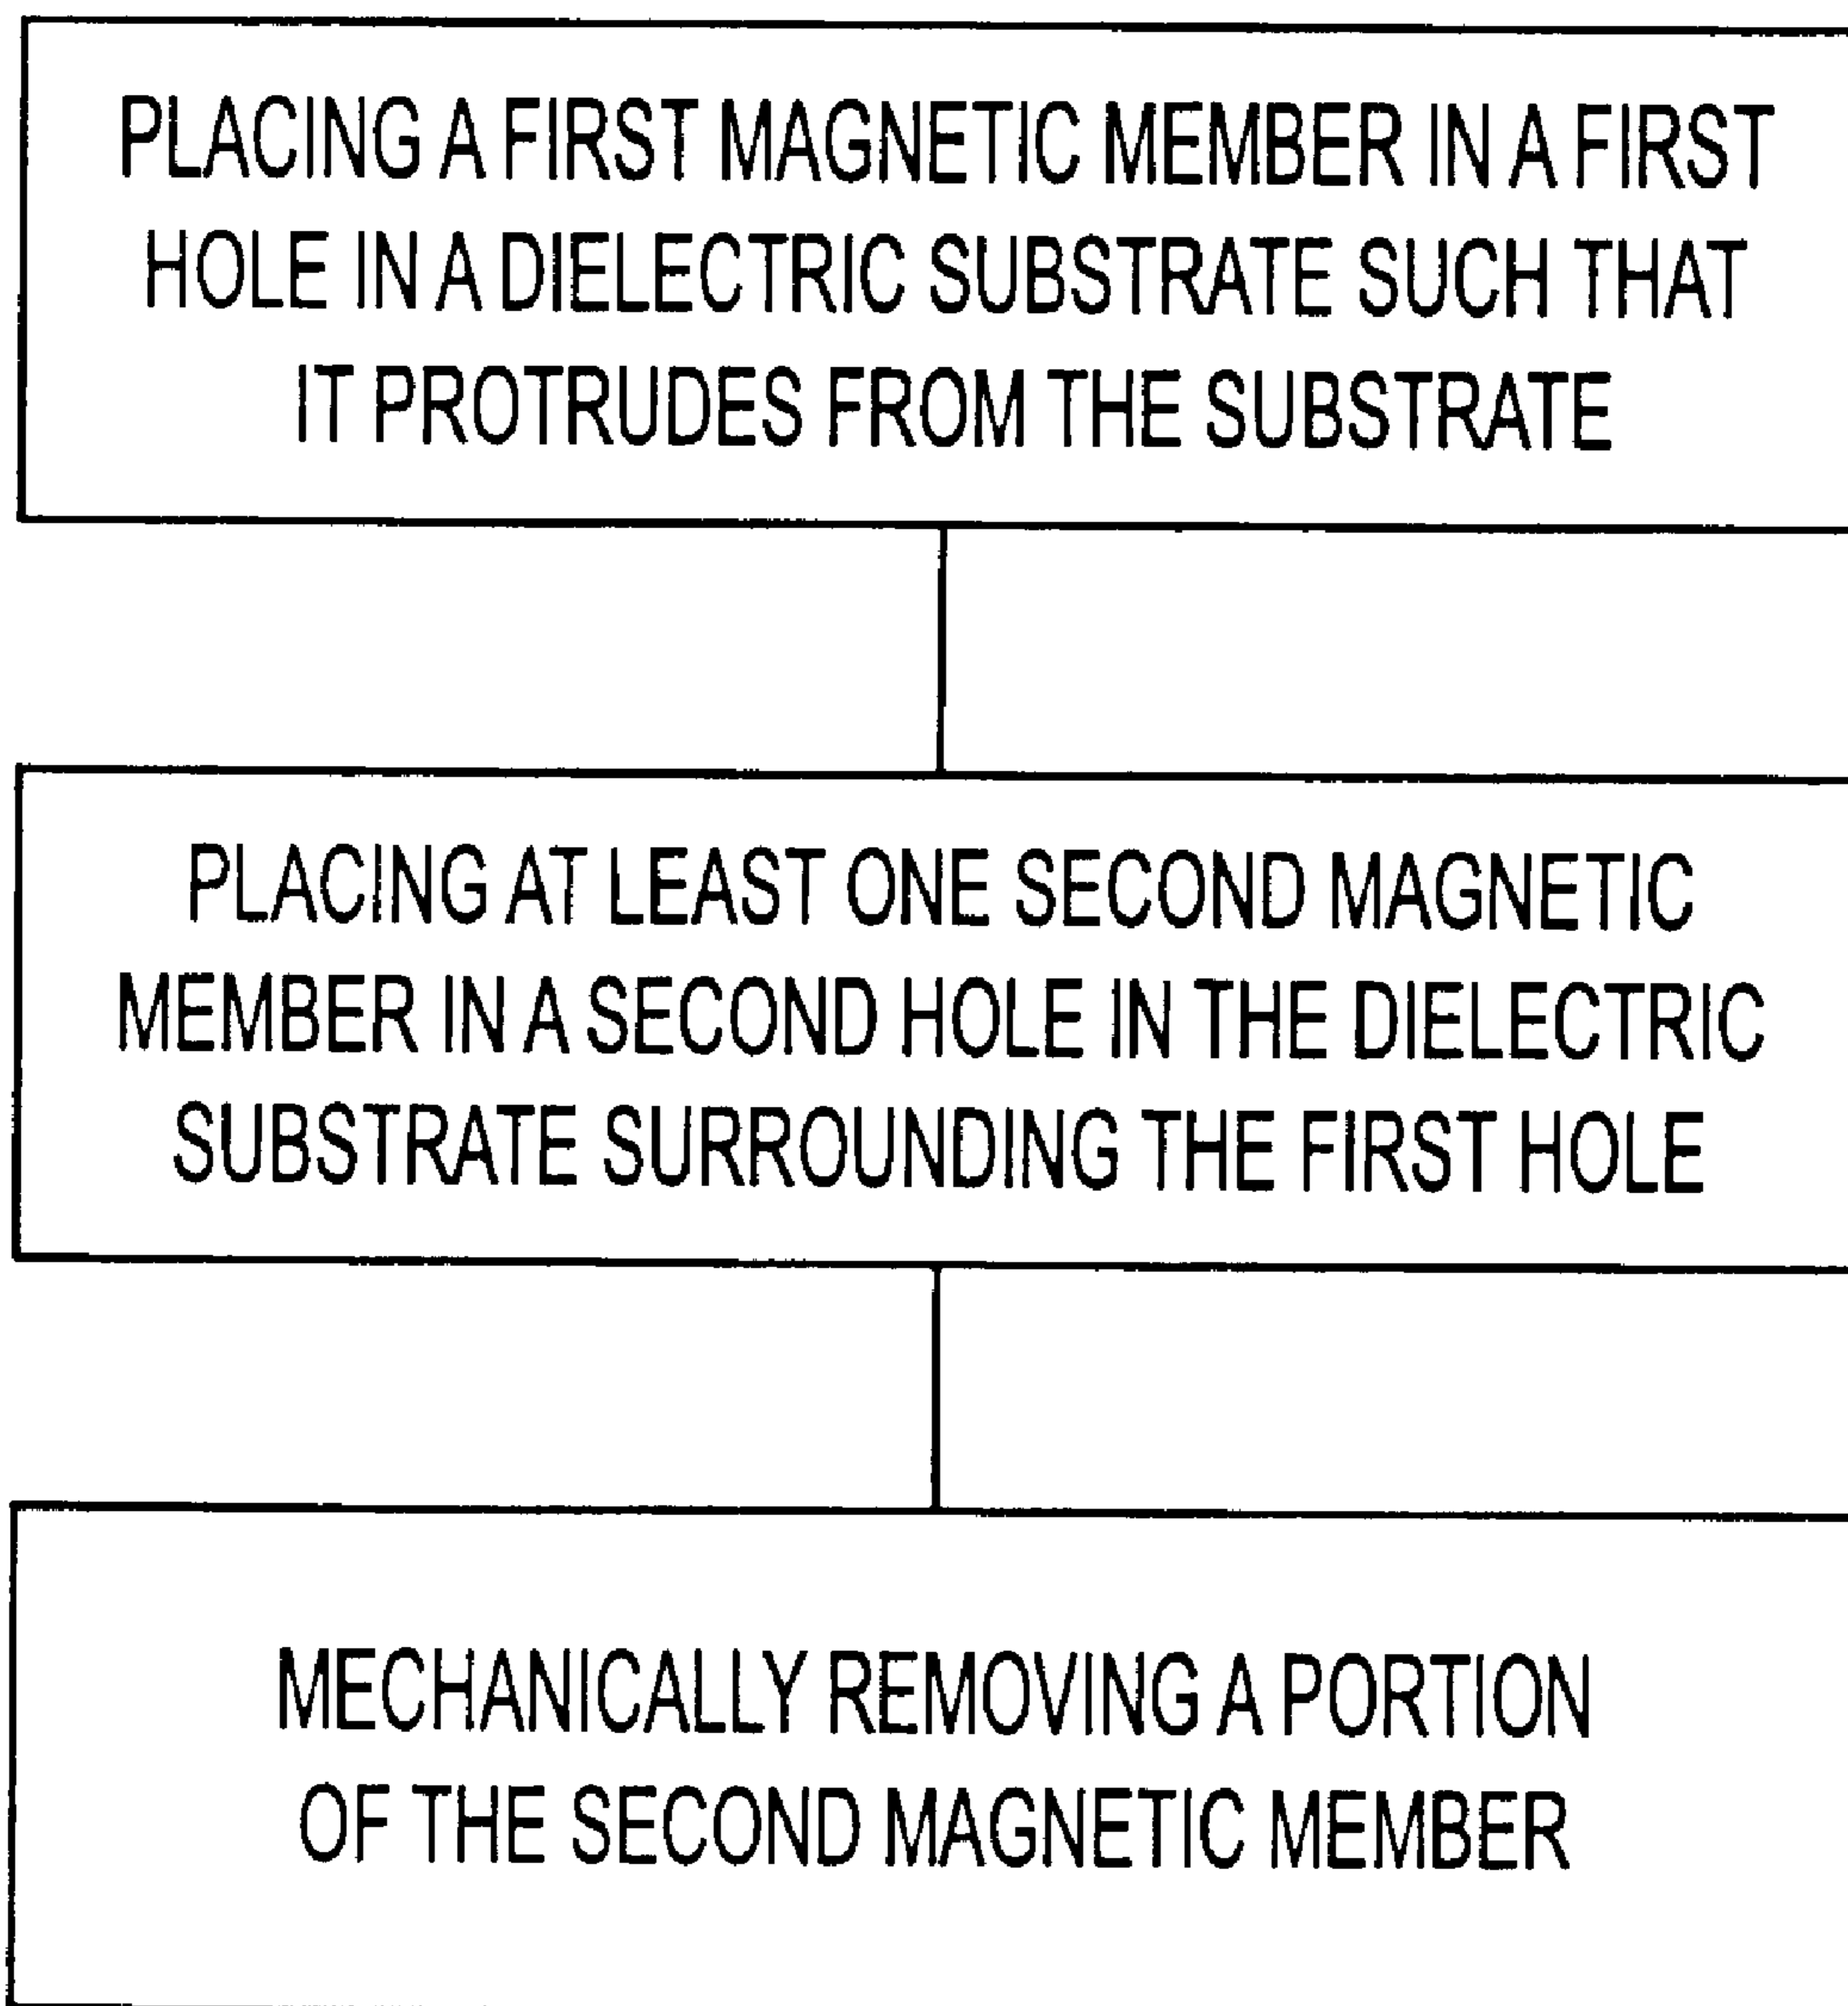 PLACING A FIRST MAGNETIC MEMBER IN A FIRST
HOLE IN A DIELECTRIC SUBSTRATE SUCH THAT
IT PROTRUDES FROM THE SUBSTRATE
PLACING AT LEAST ONE SECOND MAGNETIC
MEMBER IN A SECOND HOLE IN THE DIELECTRIC
SUBSTRATE SURROUNDING THE FIRST HOLE
MECHANICALLY REMOVING A PORTION
OF THE SECOND MAGNETIC MEMBER